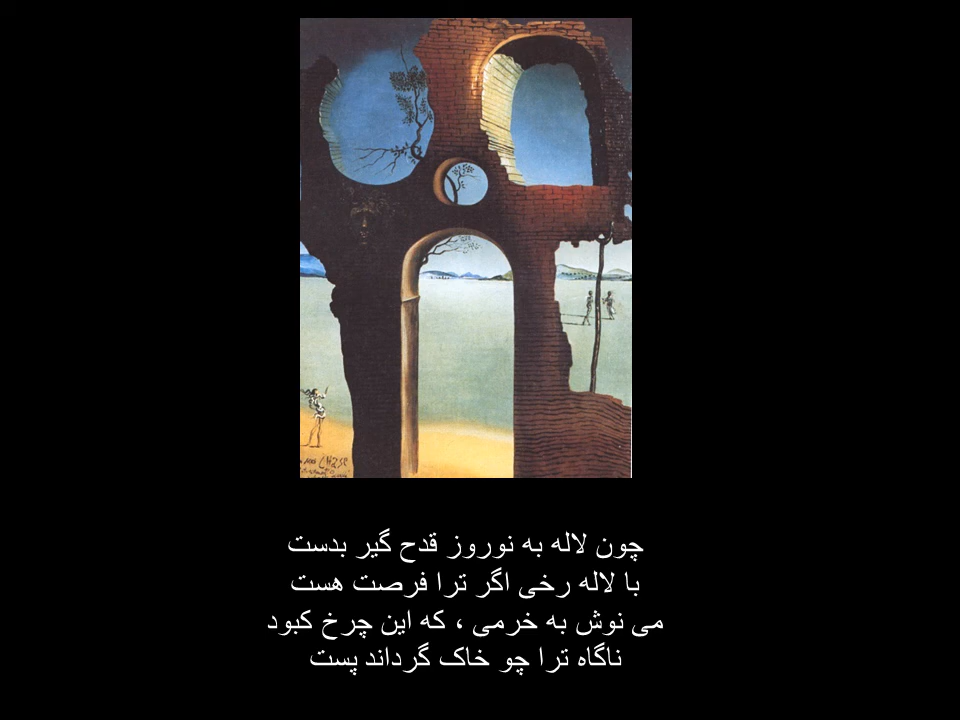 چون لاله به نوروز قدح گیر بدست
با لاله رخی اگر ترا فرصت هست
می نوش به خرمی ، که این چرخ کبود
ناگاه ترا چو خاک گرداند پست